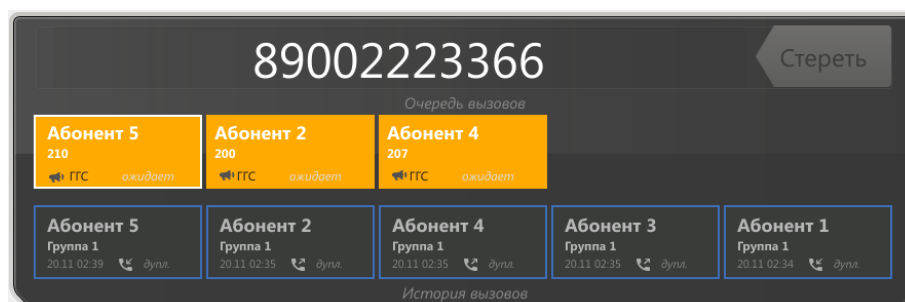 89002223366
Стереть
Очередь вызовов
Абонент 5
210
ГГС ожидает
Абонент 2
200
ГГС ожидает
Абонент 4
207
ГГС ожидает
Абонент 5
Группа 1
20.11 02:39 дупл.
Абонент 2
Группа 1
20.11 02:35 дупл.
Абонент 4
Группа 1
20.11 02:35 дупл.
Абонент 3
Группа 1
20.11 02:35 дупл.
Абонент 1
Группа 1
20.11 02:34 дупл.
История вызовов